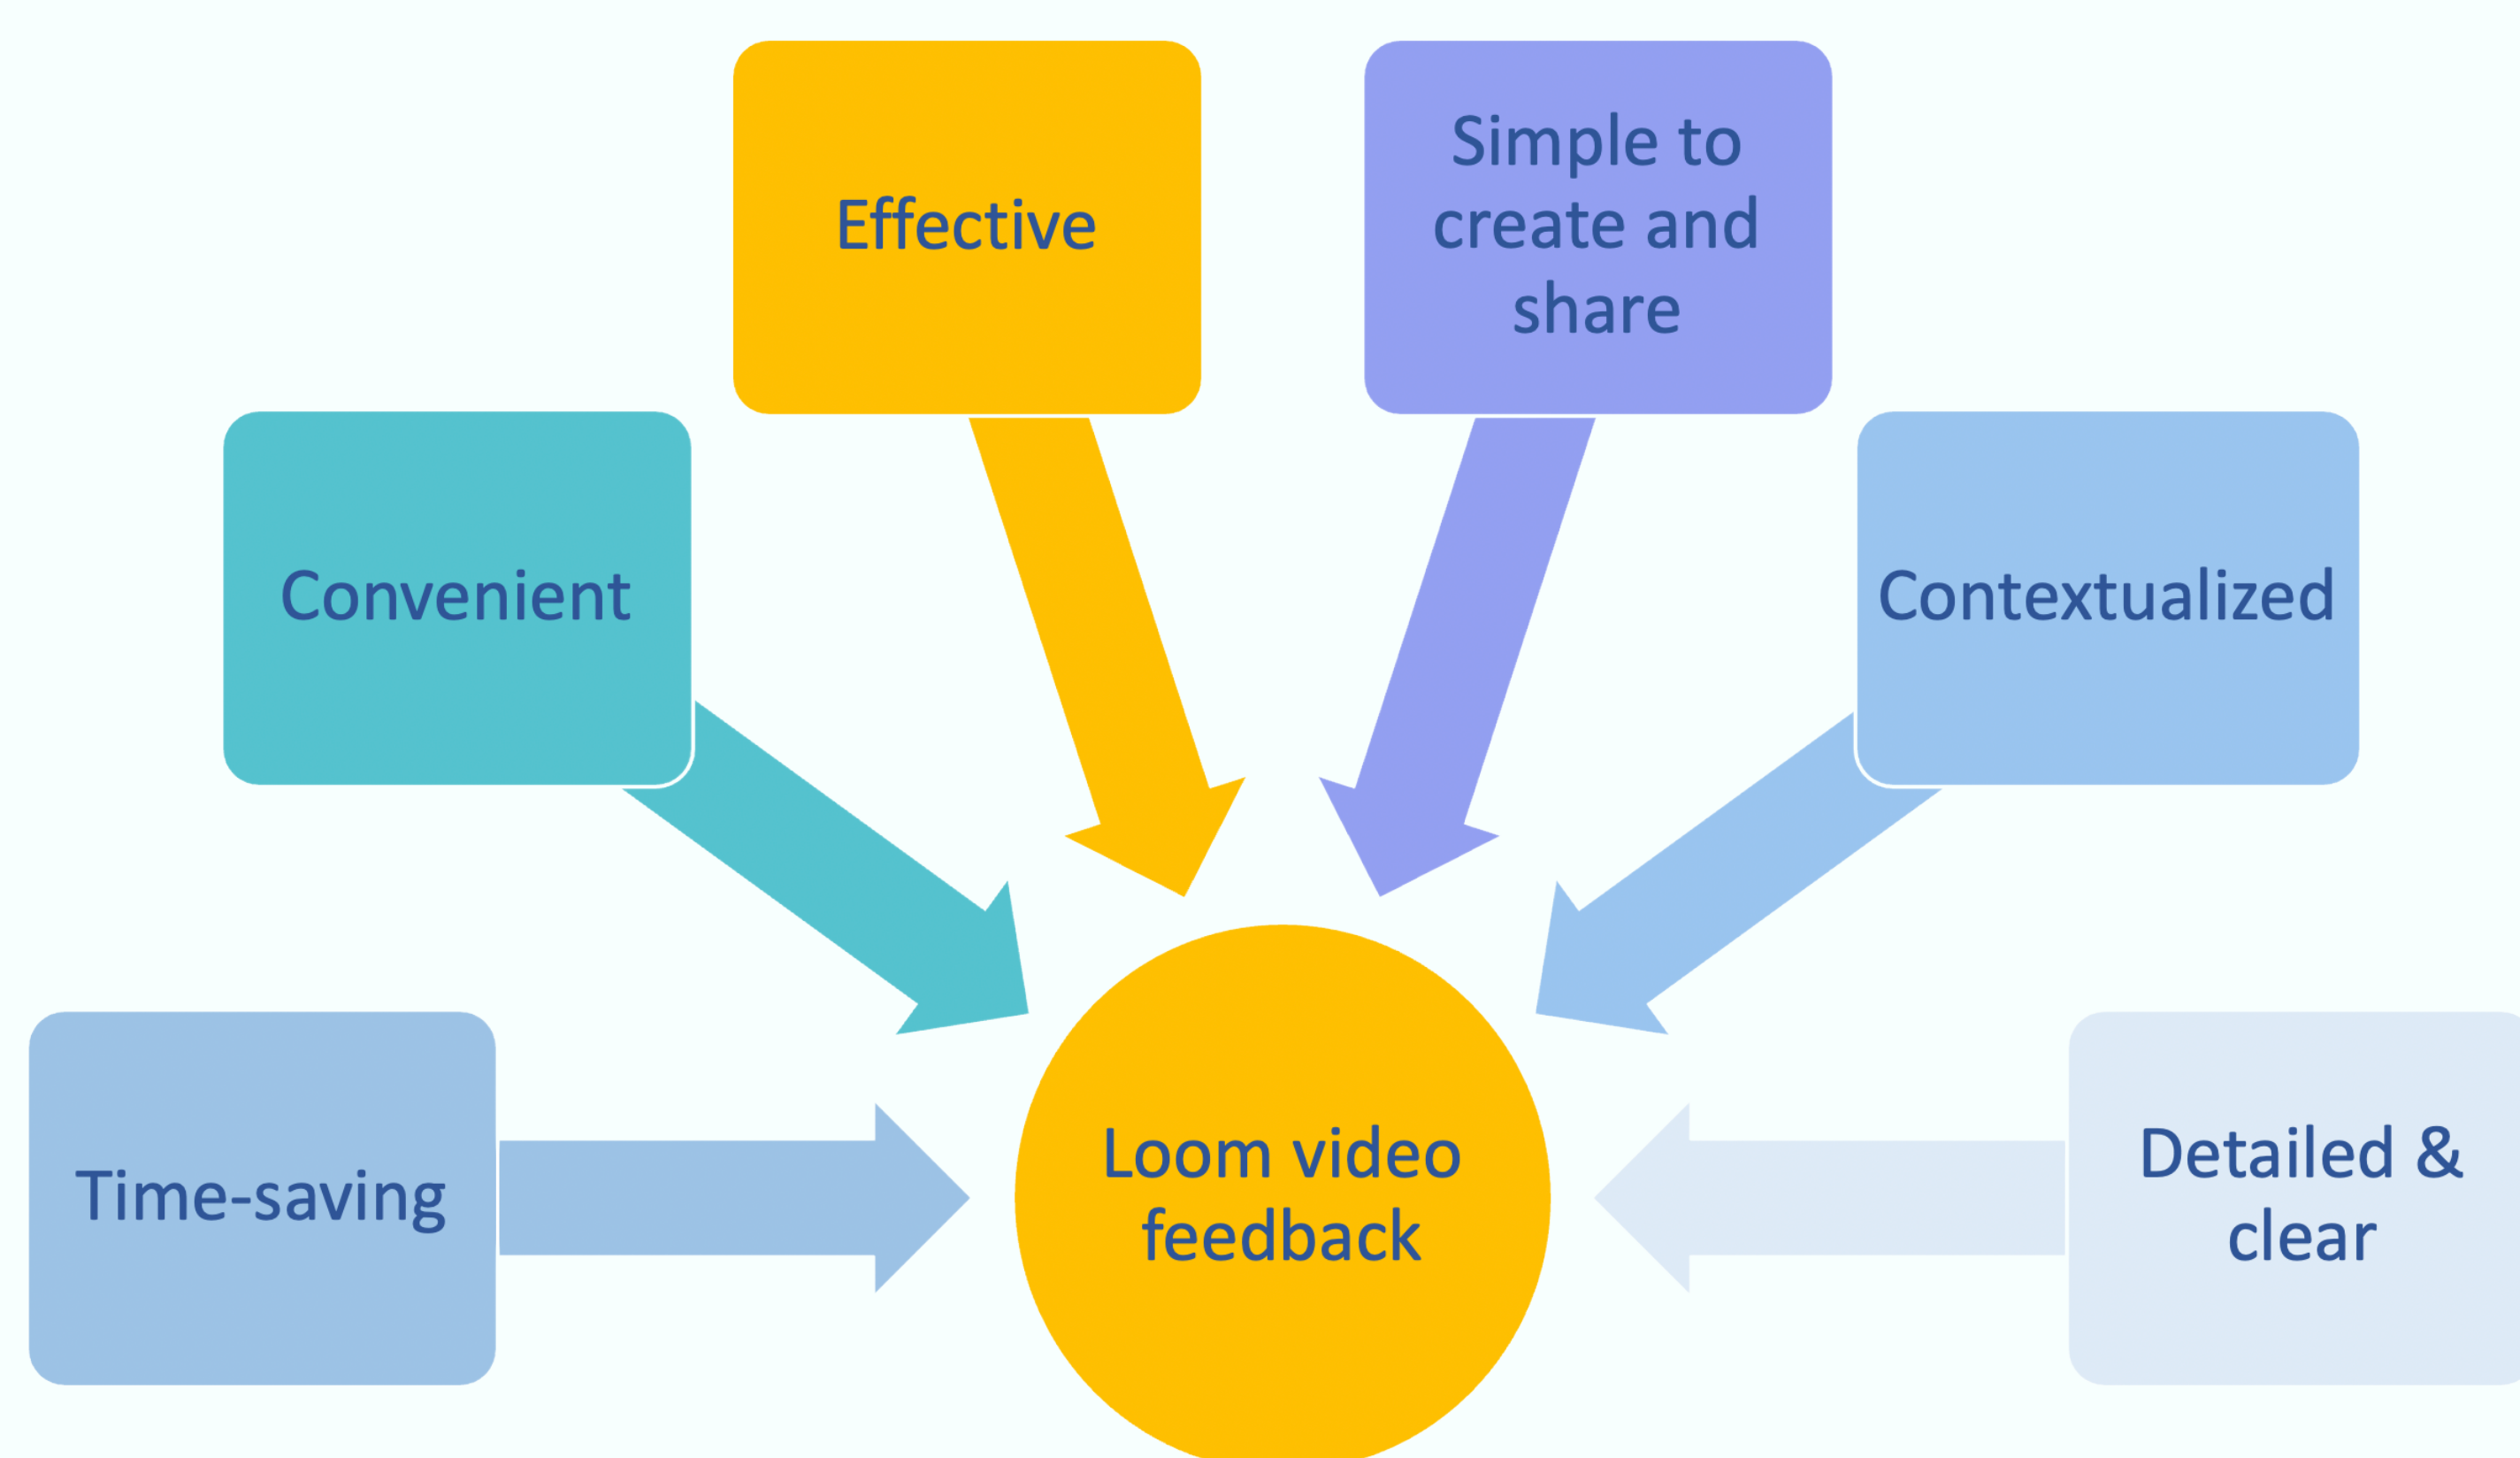 Effective
Simple to
create and
share
Convenient
Contextualized
Time-saving
Loom video
feedback
Detailed &
clear